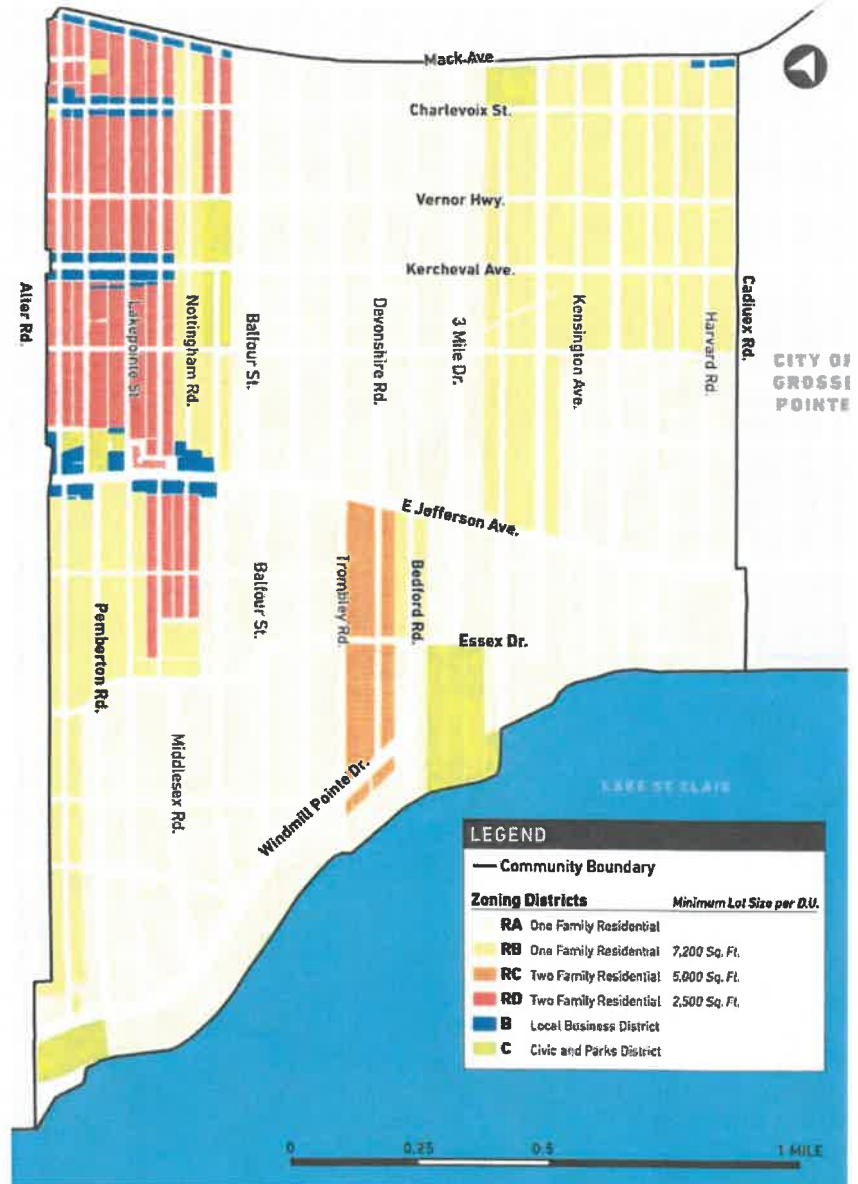 Mack Ave
Charlevoix St.
Vernor Hwy.
Kercheval Ave.
Alter Rd.
Lakepointe St.
Nottingham Rd.
Balfour St.
Devonshire Rd.
3 Mile Dr.
Kensington Ave.
Harvard Rd.
Cadiuex Rd.
CITY OF
GROSSE
POINTE
E Jefferson Ave.
Pemberton Rd.
Balfour St.
Trombley Rd.
Bedford Rd.
Essex Dr.
Middlesex Rd.
Windmill Pointe Dr.
LAKE ST CLAIR
LEGEND
Community Boundary
Zoning Districts Minimum Lot Size per D.U.
RA One Family Residential
RB One Family Residential 7,200 Sq. Ft.
RC Two Family Residential 5,000 Sq. Ft.
RD Two Family Residential 2,500 Sq. Ft.
B Local Business District
C Civic and Parks District
0 0.25 0.5 1 MILE